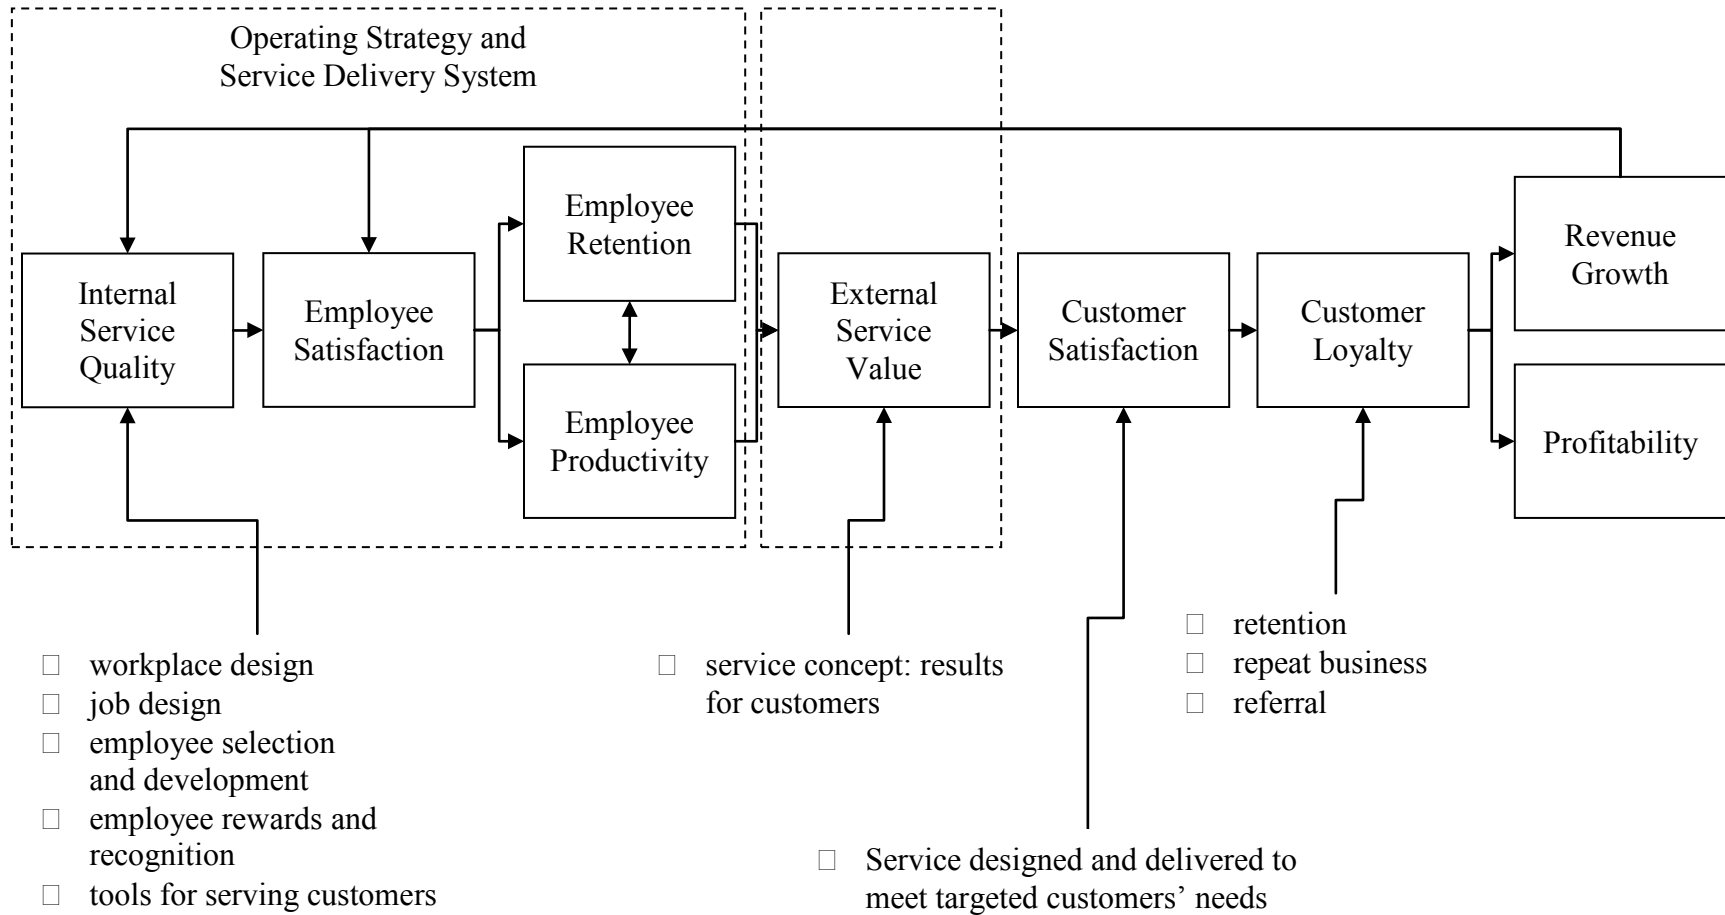 Operating Strategy and
Service Delivery System
Internal
Service
Quality
Employee
Satisfaction
Employee
Retention
Employee
Productivity
External
Service
Value
Customer
Satisfaction
Customer
Loyalty
Revenue
Growth
Profitability
□ workplace design
□ job design
□ employee selection
and development
□ employee rewards and
recognition
□ tools for serving customers
□ service concept: results
for customers
□ Service designed and delivered to
meet targeted customers’ needs
□ retention
□ repeat business
□ referral